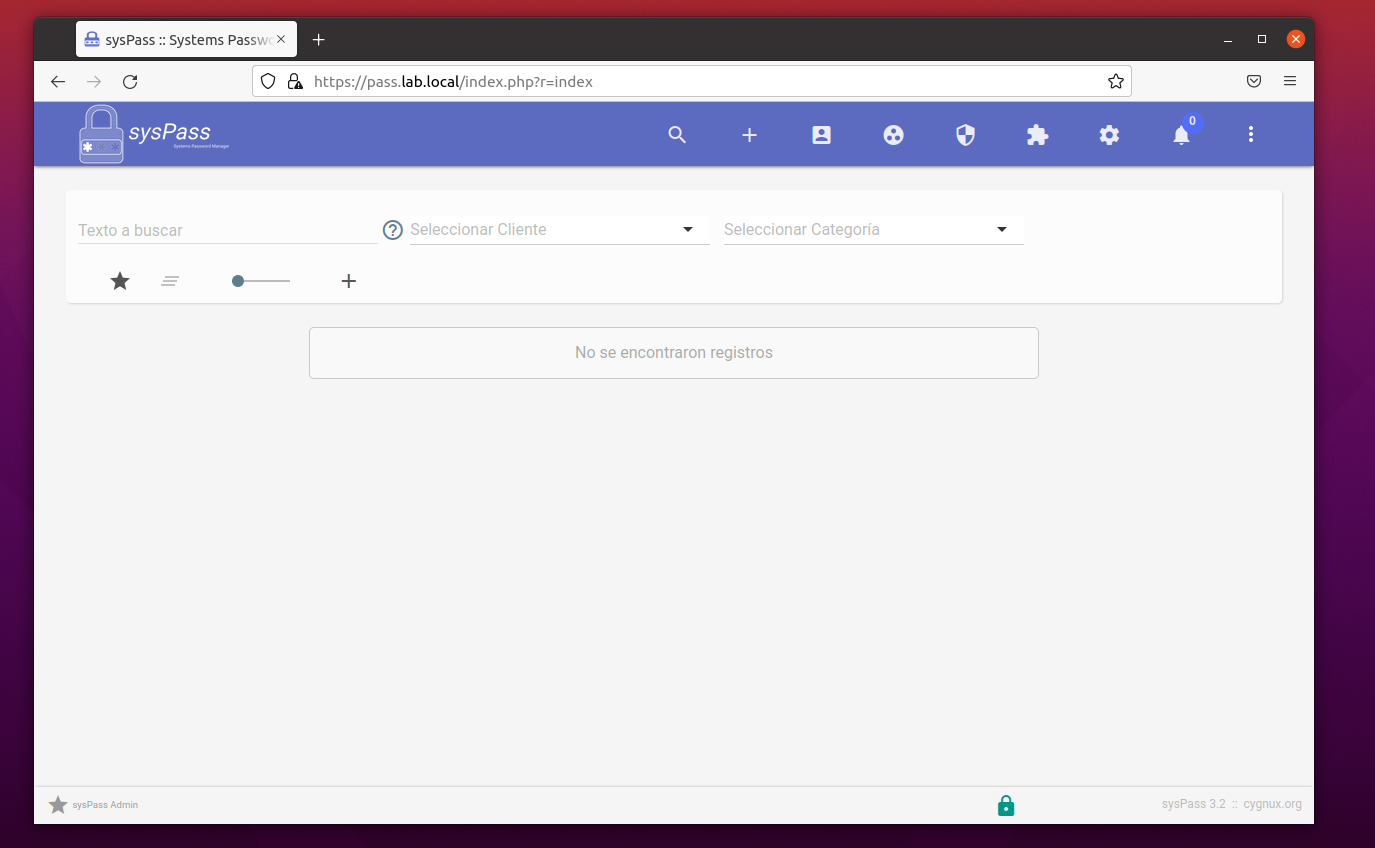 sysPass :: Systems Passwo
https://pass.lab.local/index.php?r=index
sysPass
Systems Password Manager
0
Texto a buscar
Seleccionar Cliente
Seleccionar Categoría
No se encontraron registros
sysPass Admin
sysPass 3.2 :: cygnux.org